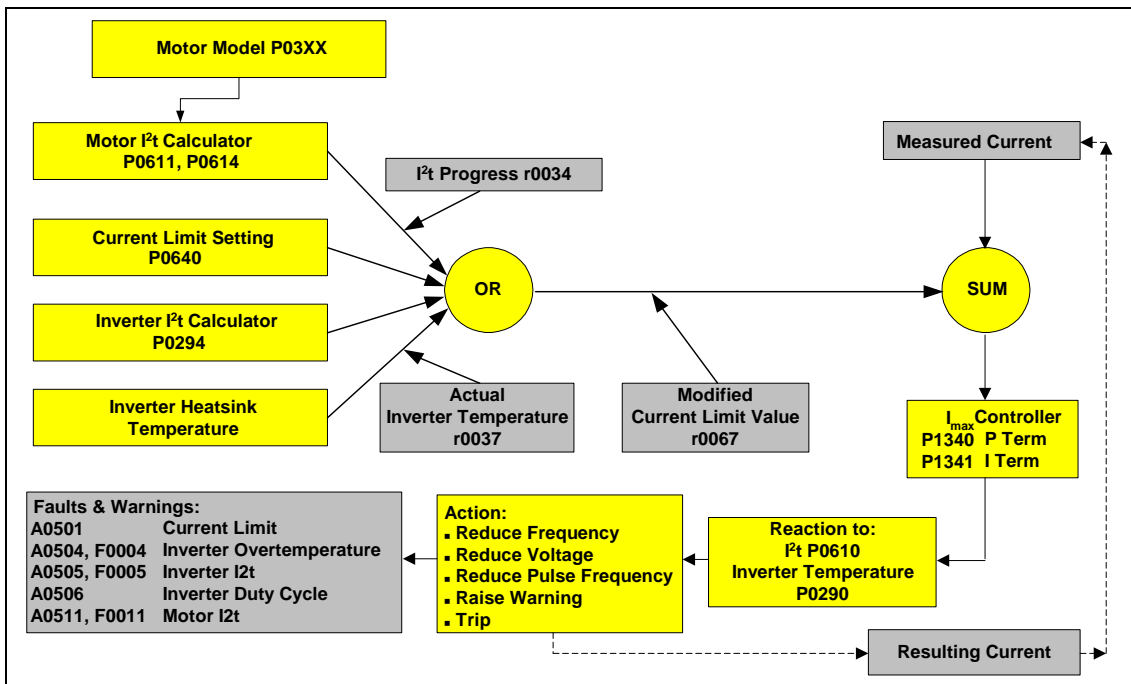 Motor Model P03XX
Motor I²t Calculator
P0611, P0614
Measured Current
I²t Progress r0034
Current Limit Setting
P0640
OR
SUM
Inverter I²t Calculator
P0294
Inverter Heatsink
Temperature
Actual
Inverter Temperature
r0037
Modified
Current Limit Value
r0067
Imax Controller
P1340 P Term
P1341 I Term
Faults & Warnings:
A0501 Current Limit
A0504, F0004 Inverter Overtemperature
A0505, F0005 Inverter I2t
A0506 Inverter Duty Cycle
A0511, F0011 Motor I2t
Action:
▪ Reduce Frequency
▪ Reduce Voltage
▪ Reduce Pulse Frequency
▪ Raise Warning
▪ Trip
Reaction to:
I²t P0610
Inverter Temperature
P0290
Resulting Current